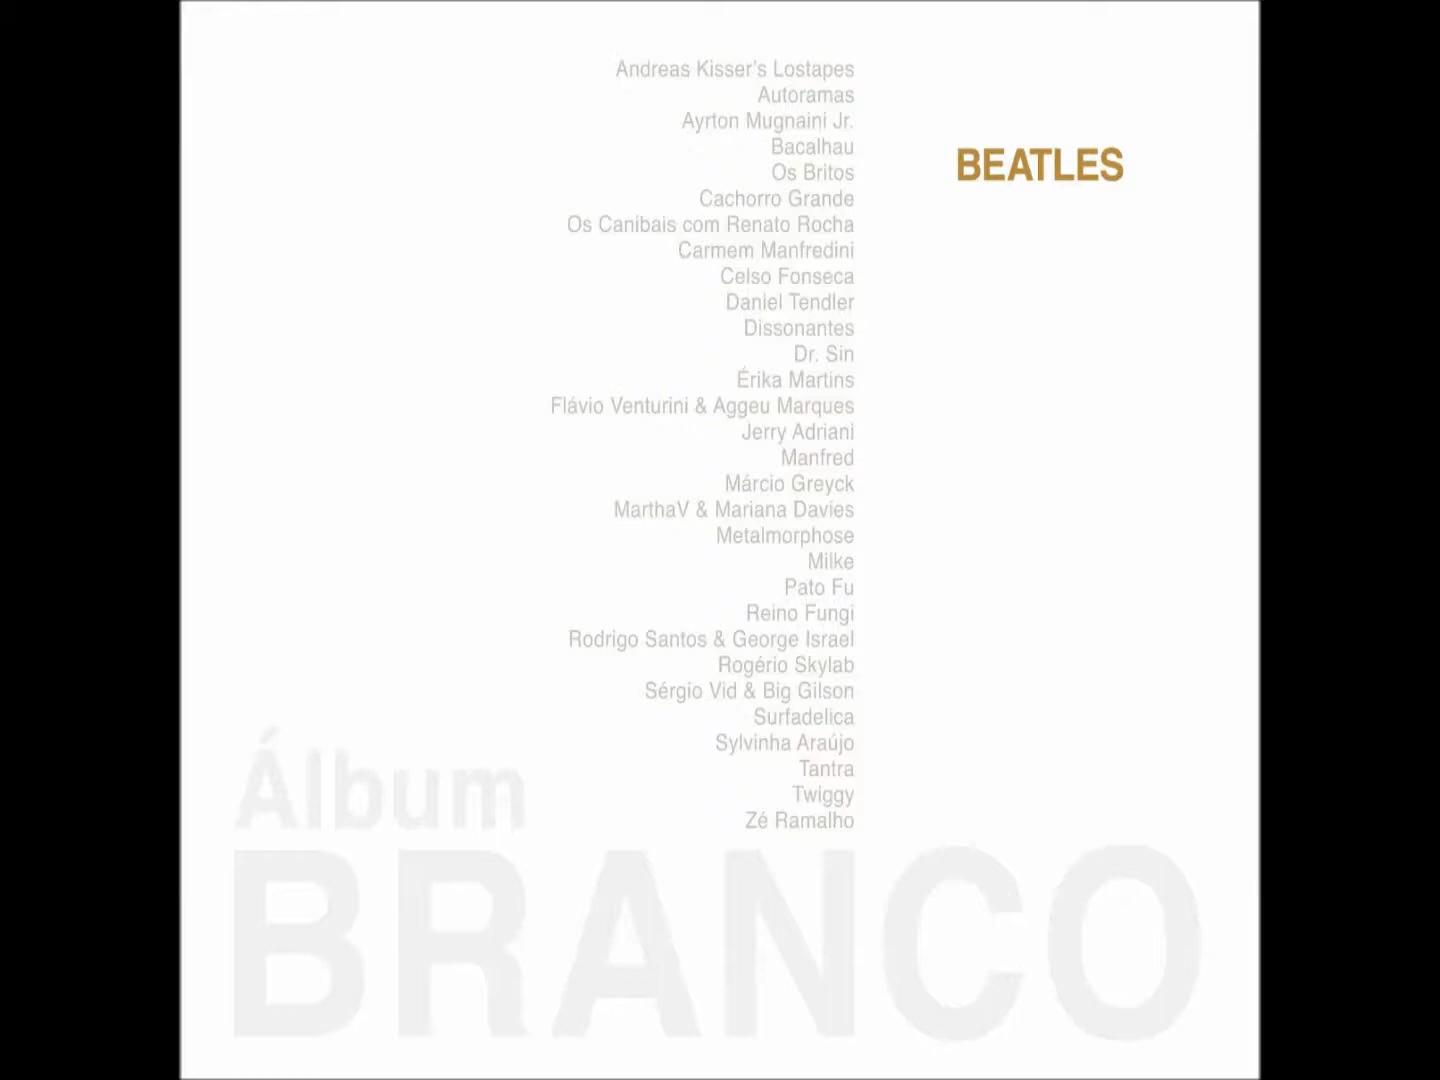 Andreas Kisser's Lostapes
Autoramas
Ayrton Mugnaini Jr.
Bacalhau
BEATLES
Os Britos
Cachorro Grande
Os Canibais com Renato Rocha
Carmem Manfredini
Celso Fonseca
Daniel Tendler
Dissonantes
Dr. Sin
Érika Martins
Flávio Venturini & Aggeu Marques
Jerry Adriani
Manfred
Márcio Greyck
MarthaV & Mariana Davies
Metalmorphose
Milke
Pato Fu
Reino Fungi
Rodrigo Santos & George Israel
Rogério Skylab
Sérgio Vid & Big Gilson
Surfadelica
Sylvinha Araújo
Tantra
Twiggy
Zé Ramalho
Álbum
BRANCO